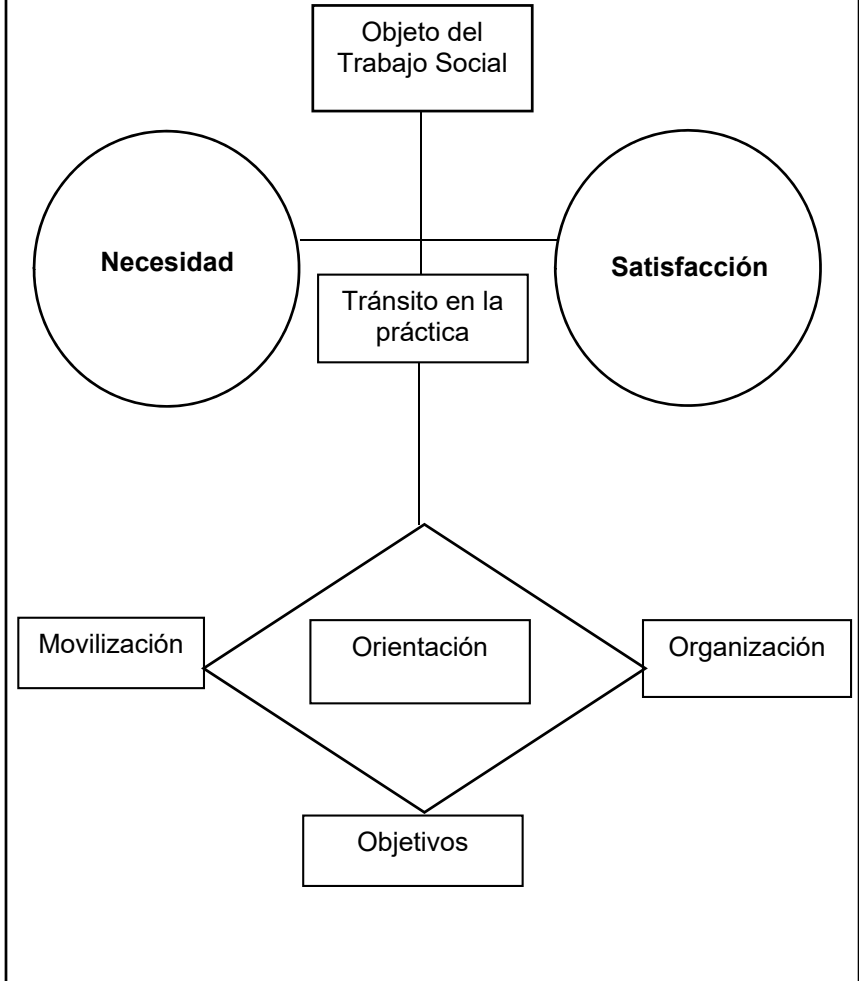 Objeto del
Trabajo Social
Necesidad
Satisfacción
Tránsito en la
práctica
Movilización
Orientación
Organización
Objetivos